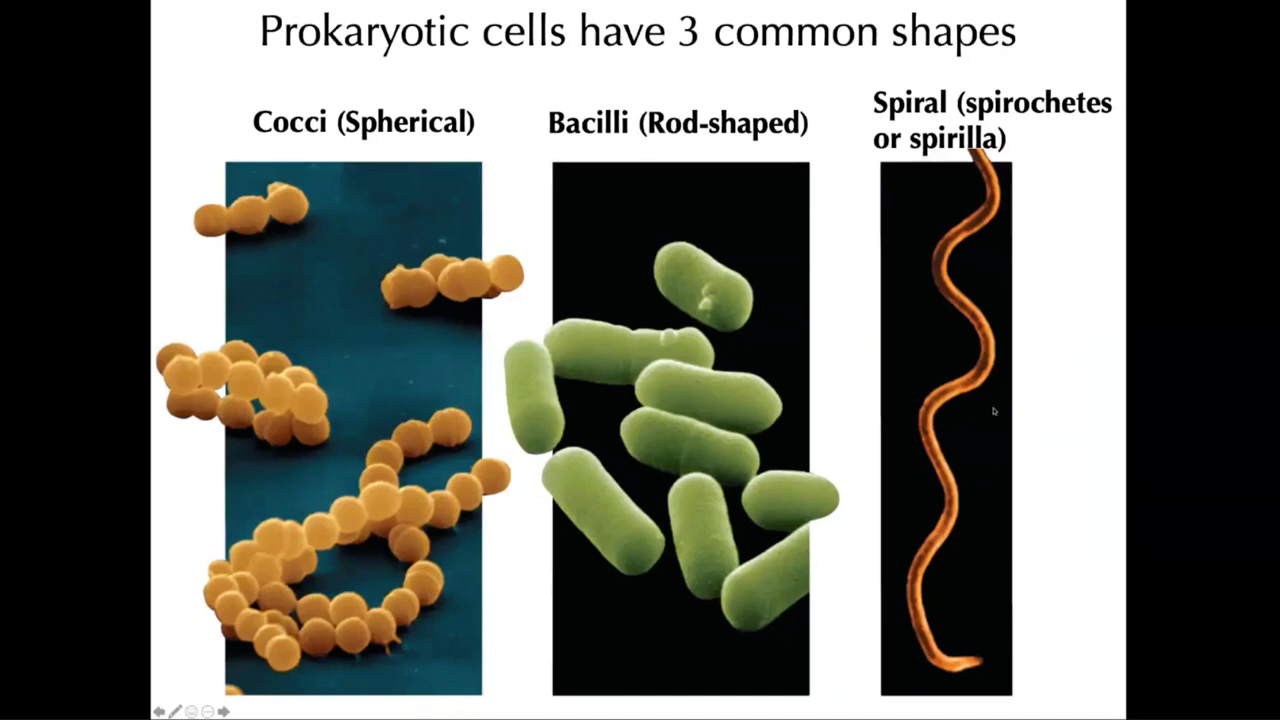 Prokaryotic cells have 3 common shapes
Cocci (Spherical)
Bacilli (Rod-shaped)
Spiral (spirochetes
or spirilla)